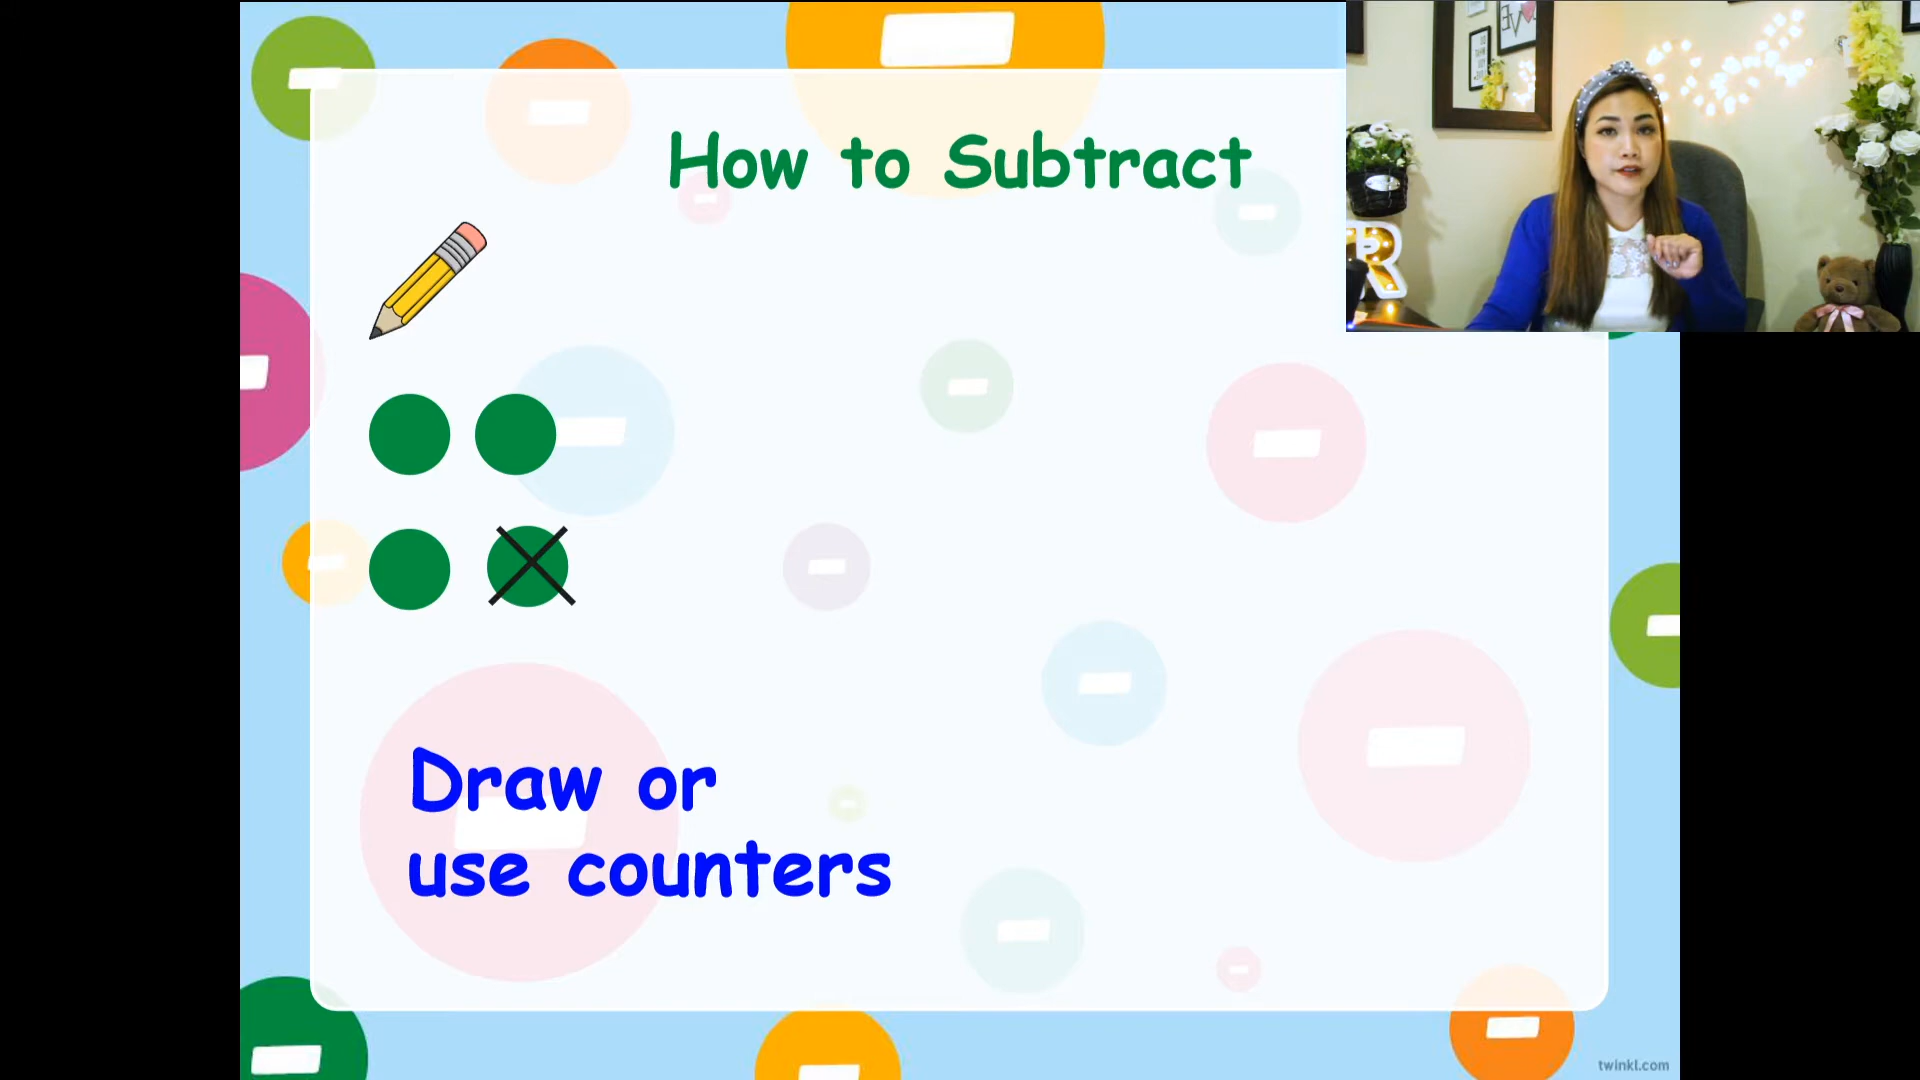 How to Subtract
Draw or
use counters
twinkl.com